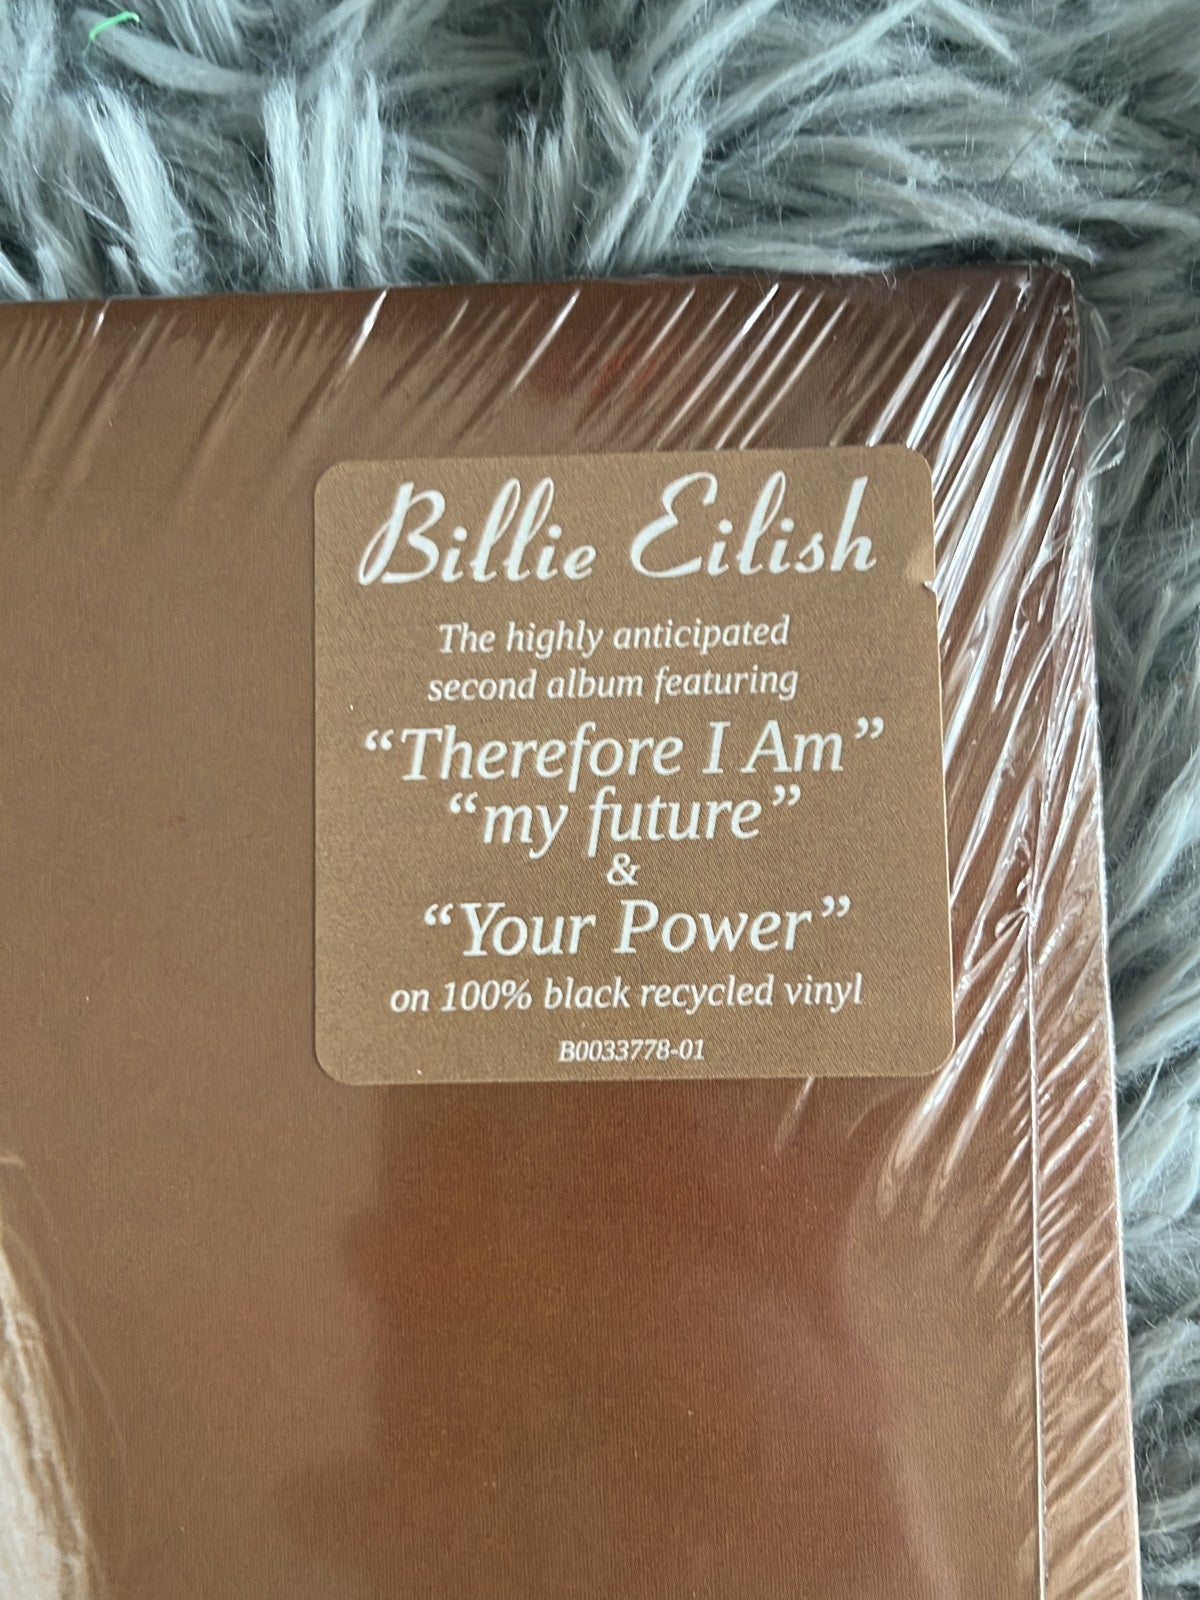 Billie Eilish
The highly anticipated
second album featuring
“Therefore I Am”
“my future”
&
“Your Power”
on 100% black recycled vinyl
B0033778-01